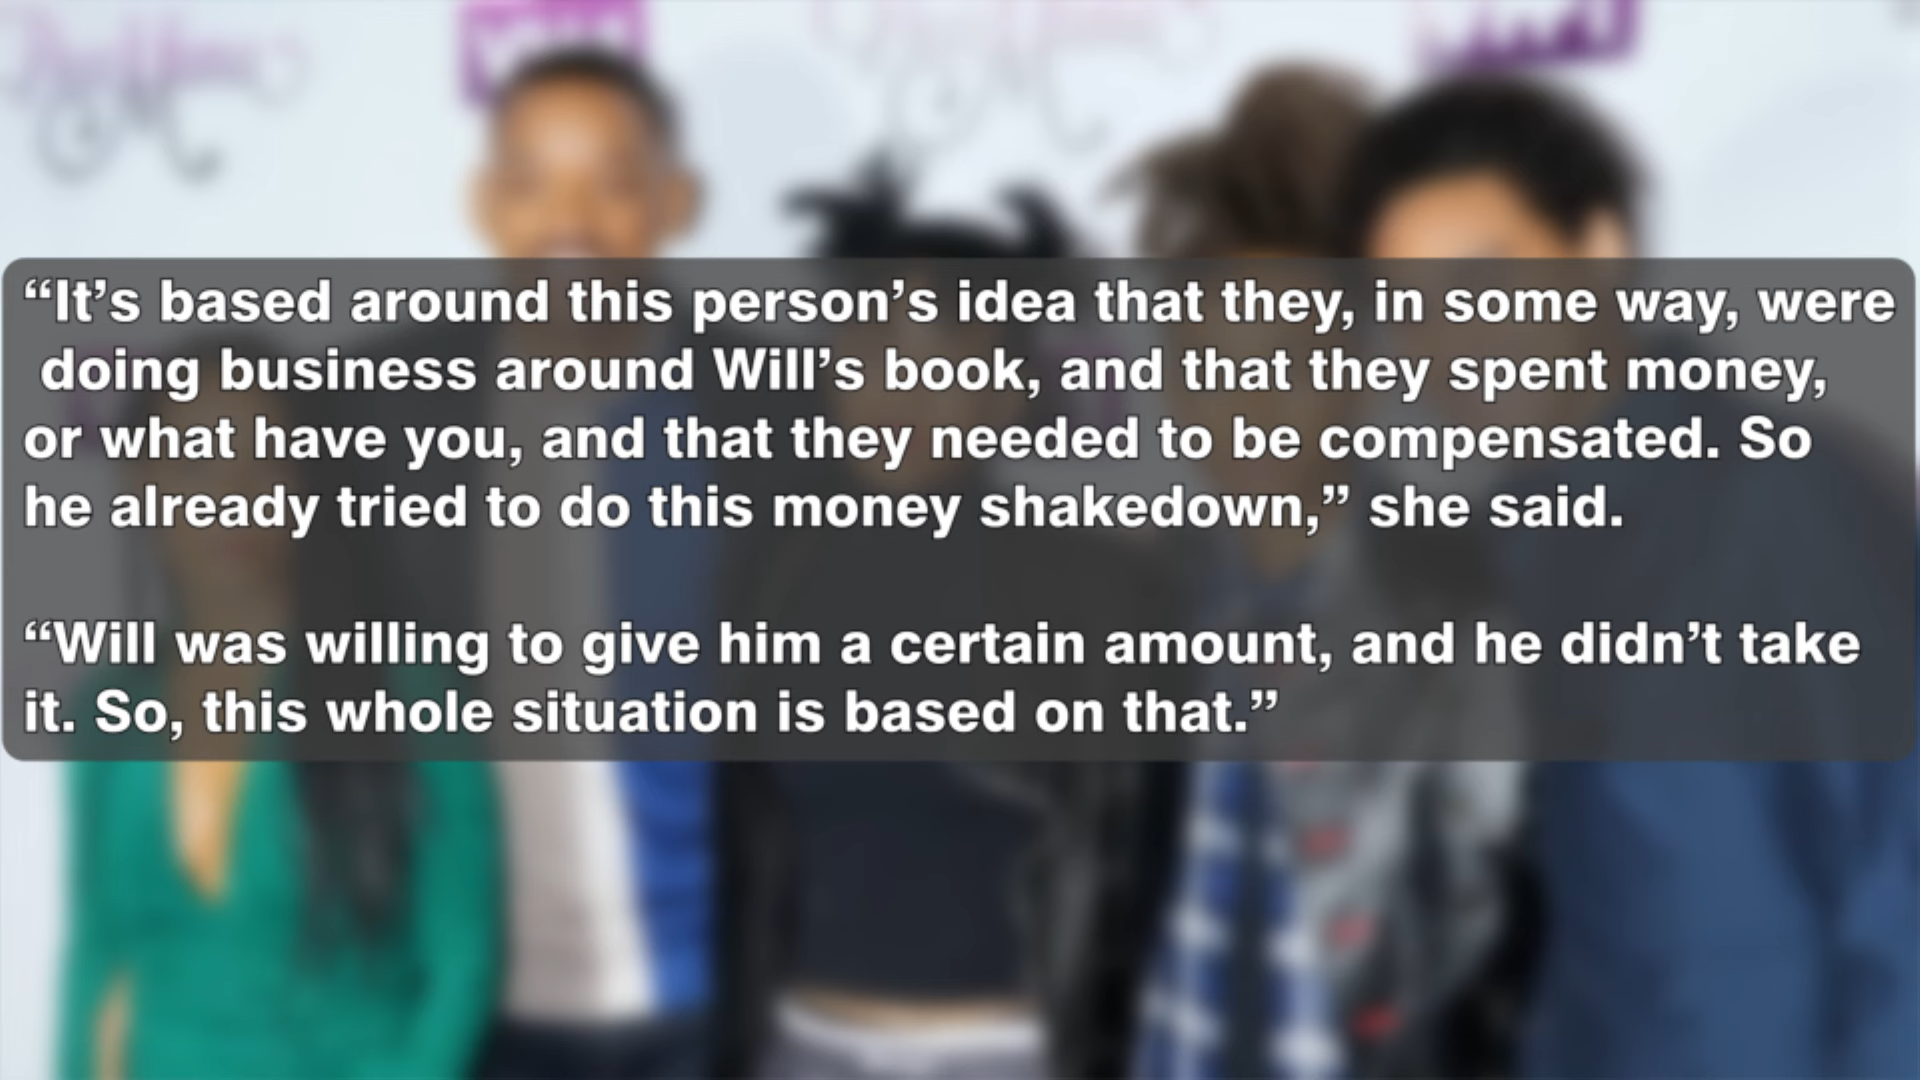 “It’s based around this person’s idea that they, in some way, were
doing business around Will’s book, and that they spent money,
or what have you, and that they needed to be compensated. So
he already tried to do this money shakedown,” she said.
“Will was willing to give him a certain amount, and he didn’t take
it. So, this whole situation is based on that.”